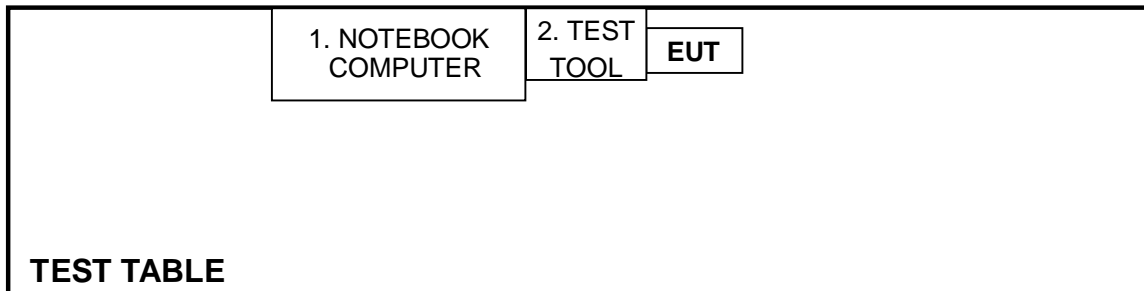 1. NOTEBOOK
COMPUTER
2. TEST
TOOL
EUT
TEST TABLE